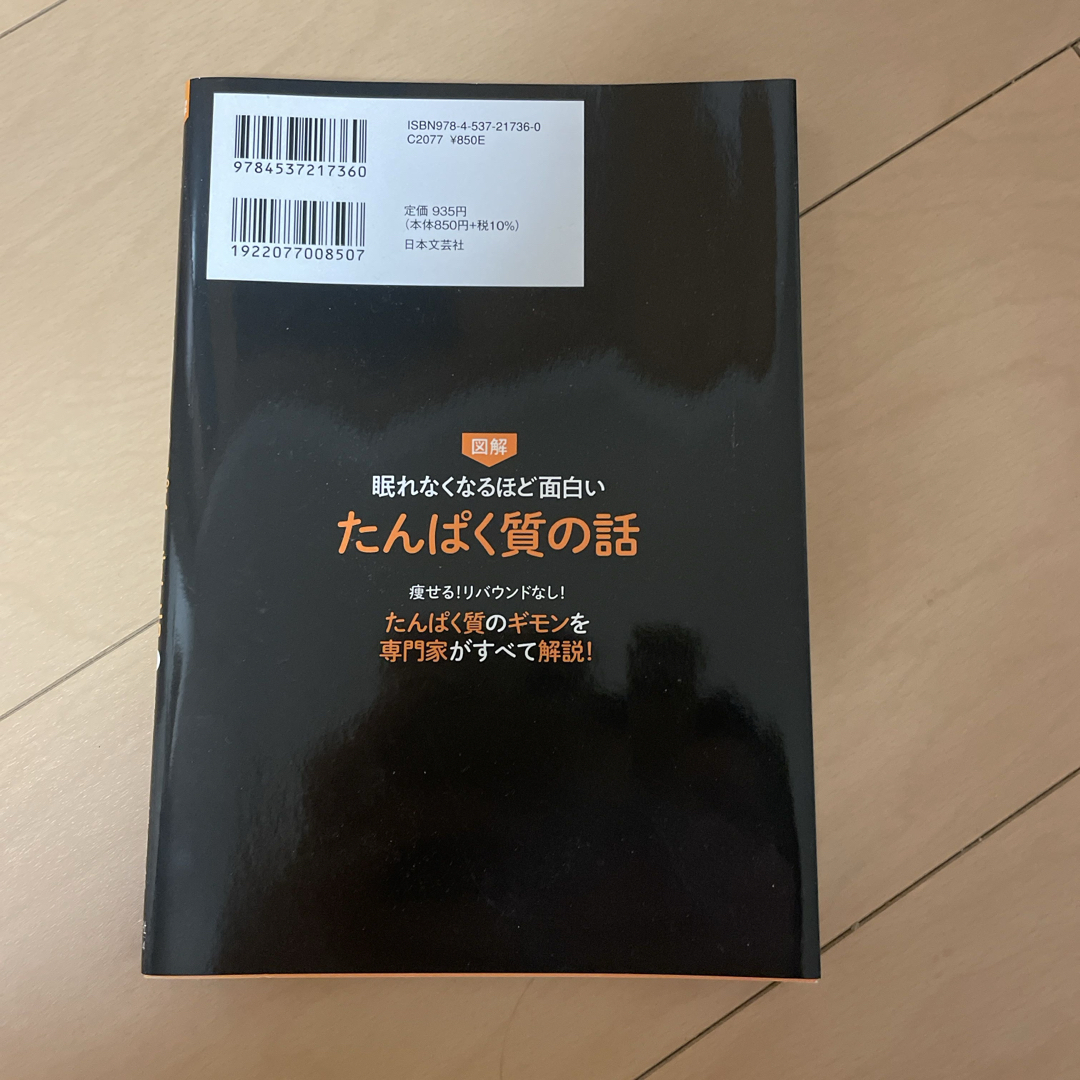 ISBN978-4-537-21736-0
C2077 ¥850E
9784537217360
定価 935円
(本体850円+税10%)
日本文芸社
1922077008507
図解
眠れなくなるほど面白い
たんぱく質の話
痩せる!リバウンドなし!
たんぱく質のギモンを
専門家がすべて解説!